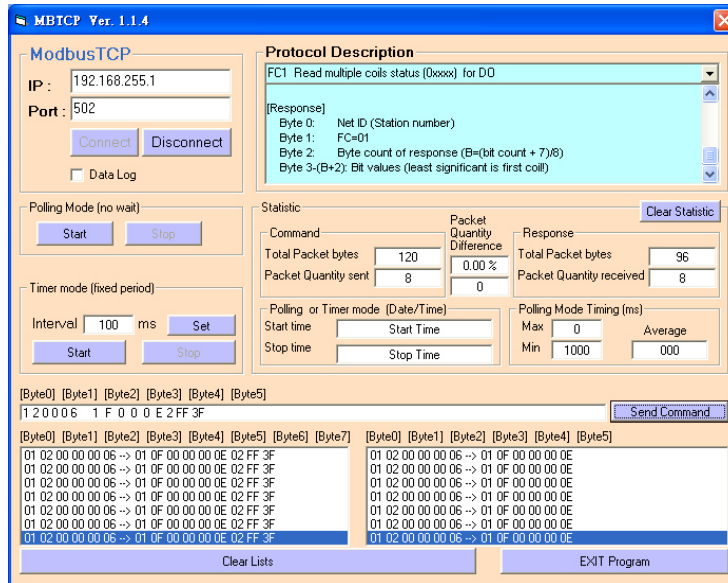 MBTCP Ver. 1.1.4
ModbusTCP
IP : 192.168.255.1
Port : 502
Connect Disconnect
Data Log
Protocol Description
FC1 Read multiple coils status (0xxxx) for DO
[Response]
Byte 0: Net ID (Station number)
Byte 1: FC=01
Byte 2: Byte count of response (B=(bit count + 7)/8)
Byte 3-(B+2): Bit values (least significant is first coil!)
Polling Mode (no wait)
Start Stop
Timer mode (fixed period)
Interval 100 ms Set
Start Stop
Statistic
Clear Statistic
Command
Total Packet bytes 120
Packet Quantity sent 8
Packet Quantity Difference
0.00 %
0
Response
Total Packet bytes 96
Packet Quantity received 8
Polling or Timer mode (Date/Time)
Start time Start Time
Stop time Stop Time
Polling Mode Timing (ms)
Max 0 Average
Min 1000 000
[Byte0] [Byte1] [Byte2] [Byte3] [Byte4] [Byte5]
1 2 0 0 0 6 1 F 0 0 0 E 2 FF 3F
Send Command
[Byte0] [Byte1] [Byte2] [Byte3] [Byte4] [Byte5] [Byte6] [Byte7]
01 02 00 00 00 06 --> 01 0F 00 00 00 0E 02 FF 3F
01 02 00 00 00 06 --> 01 0F 00 00 00 0E 02 FF 3F
01 02 00 00 00 06 --> 01 0F 00 00 00 0E 02 FF 3F
01 02 00 00 00 06 --> 01 0F 00 00 00 0E 02 FF 3F
01 02 00 00 00 06 --> 01 0F 00 00 00 0E 02 FF 3F
01 02 00 00 00 06 --> 01 0F 00 00 00 0E 02 FF 3F
01 02 00 00 00 06 --> 01 0F 00 00 00 0E 02 FF 3F
[Byte0] [Byte1] [Byte2] [Byte3] [Byte4] [Byte5]
01 02 00 00 00 06 --> 01 0F 00 00 00 0E
01 02 00 00 00 06 --> 01 0F 00 00 00 0E
01 02 00 00 00 06 --> 01 0F 00 00 00 0E
01 02 00 00 00 06 --> 01 0F 00 00 00 0E
01 02 00 00 00 06 --> 01 0F 00 00 00 0E
01 02 00 00 00 06 --> 01 0F 00 00 00 0E
01 02 00 00 00 06 --> 01 0F 00 00 00 0E
Clear Lists
EXIT Program